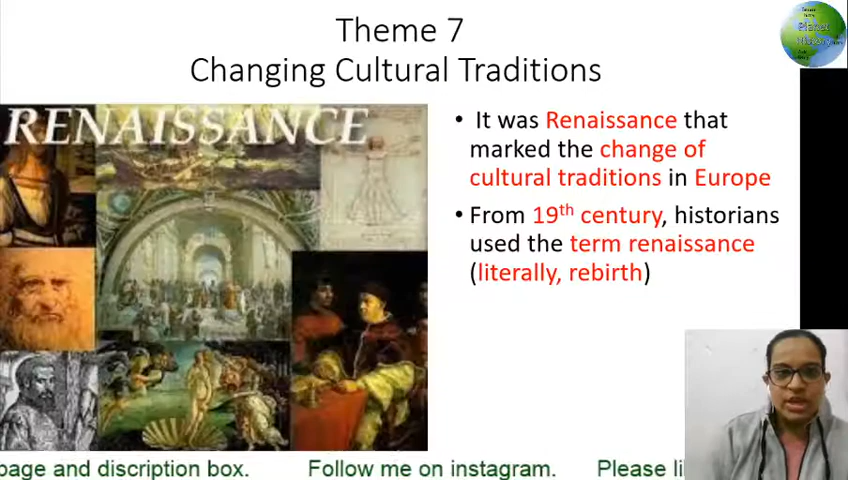 Theme 7
Changing Cultural Traditions
Planet
History
RENAISSANCE
• It was Renaissance that
marked the change of
cultural traditions in Europe
• From 19th century, historians
used the term renaissance
(literally, rebirth)
page and discription box. Follow me on instagram. Please li